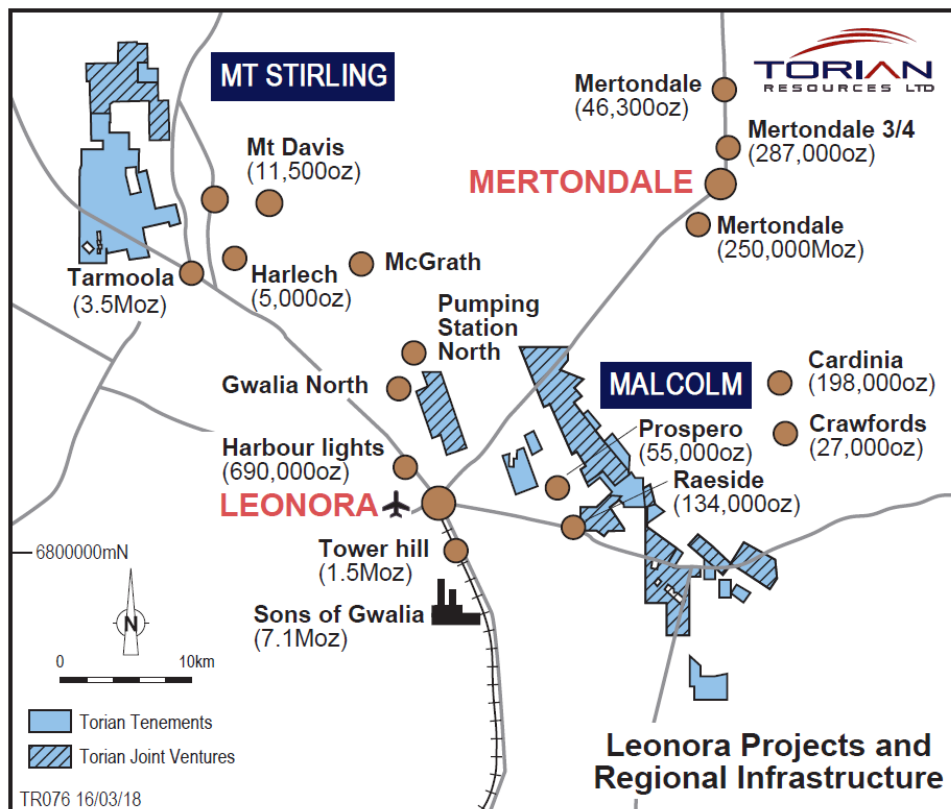 MT STIRLING
TORIAN
RESOURCES LTD
Mertondale
(46,300oz)
Mt Davis
(11,500oz)
Mertondale 3/4
(287,000oz)
MERTONDALE
Mertondale
(250,000Moz)
Tarmoola
(3.5Moz)
Harlech
(5,000oz)
McGrath
Pumping
Station
North
Gwalia North
MALCOLM
Cardinia
(198,000oz)
Prospero
(55,000oz)
Crawfords
(27,000oz)
Harbour lights
(690,000oz)
Raeside
(134,000oz)
LEONORA
6800000mN
Tower hill
(1.5Moz)
Sons of Gwalia
(7.1Moz)
N
0 10km
Torian Tenements
Torian Joint Ventures
Leonora Projects and
Regional Infrastructure
TR076 16/03/18